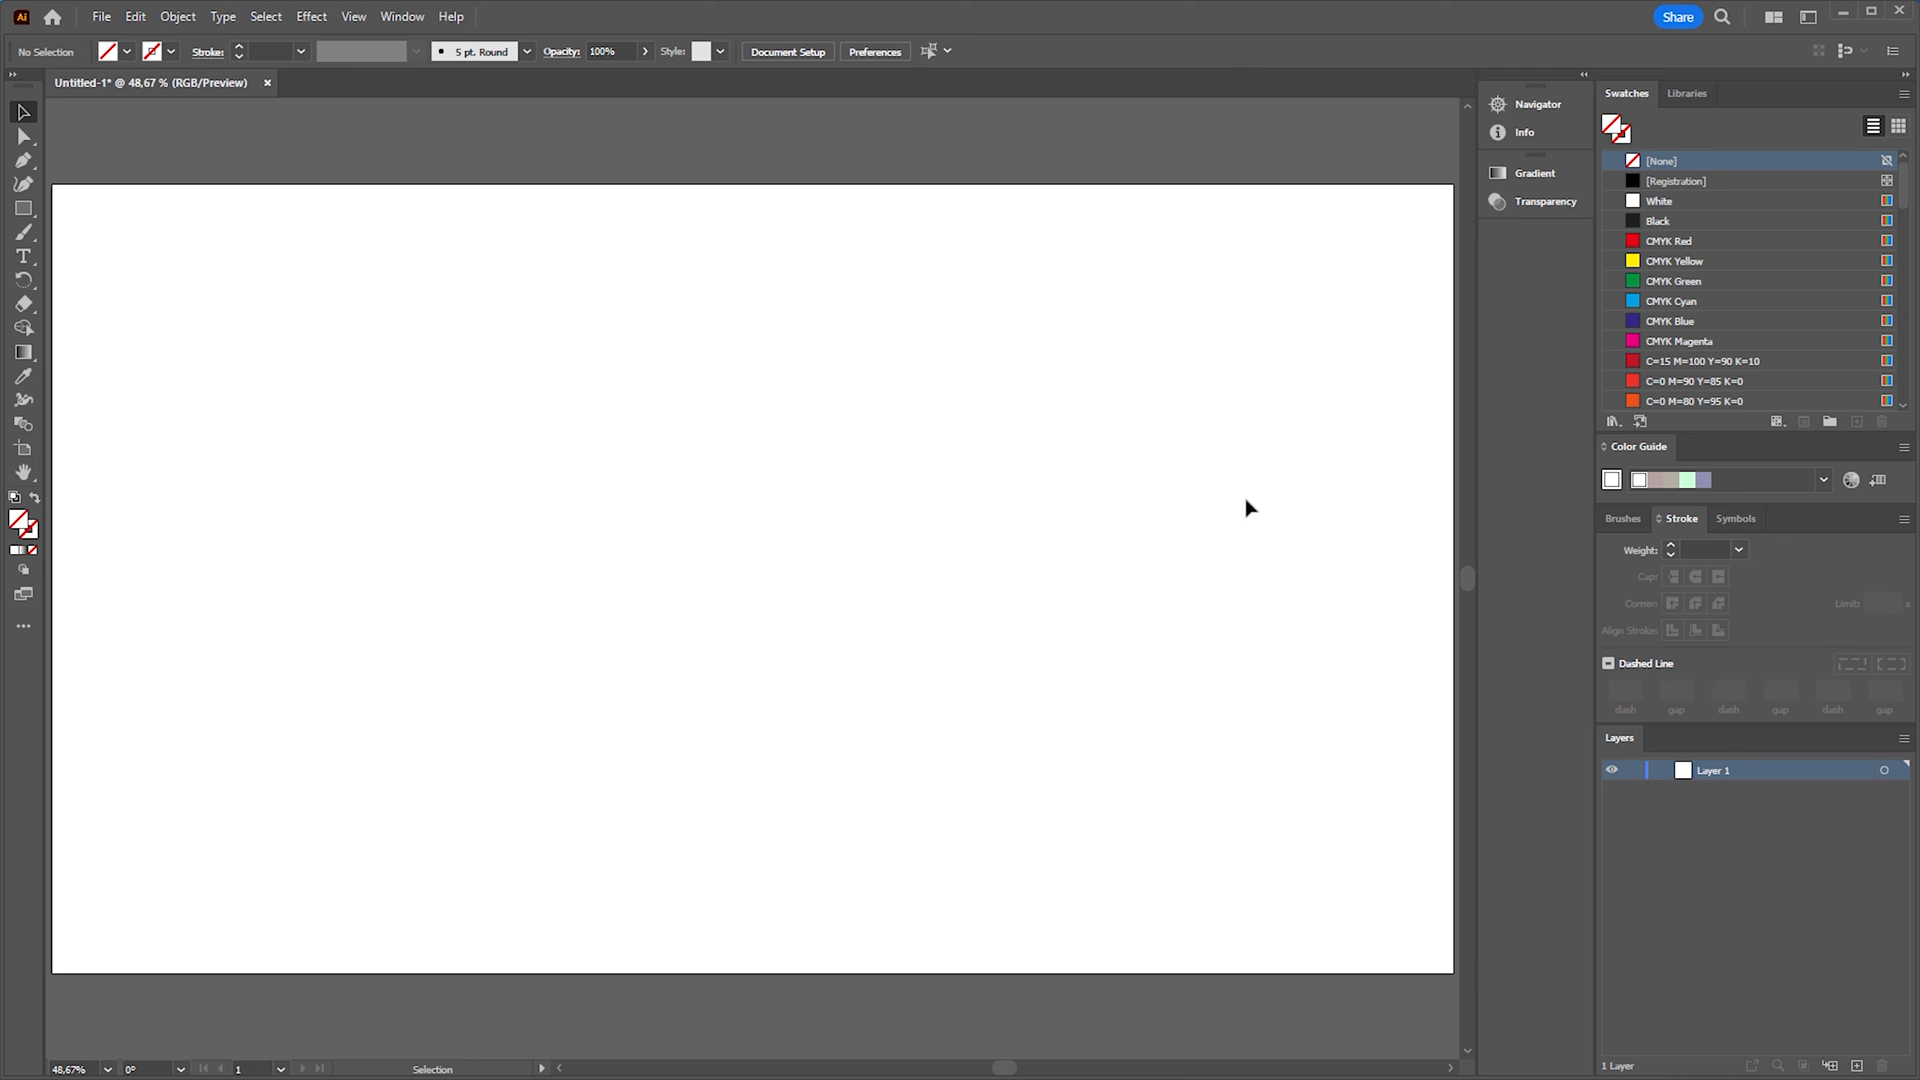 Ai File Edit Object Type Select Effect View Window Help Share
No Selection Stroke: 5 pt. Round Opacity: 100% Style: Document Setup Preferences
Untitled-1* @ 48,67 % (RGB/Preview) ×
Navigator
Info
Gradient
Transparency
Swatches Libraries
[None]
[Registration]
White
Black
CMYK Red
CMYK Yellow
CMYK Green
CMYK Cyan
CMYK Blue
CMYK Magenta
C=15 M=100 Y=90 K=10
C=0 M=90 Y=85 K=0
C=0 M=80 Y=95 K=0
Color Guide
Brushes Stroke Symbols
Weight:
Cap:
Corner: Limit: x
Align Stroke:
Dashed Line
dash gap dash gap dash gap
Layers
Layer 1
1 Layer
48,67% 0° 1 Selection